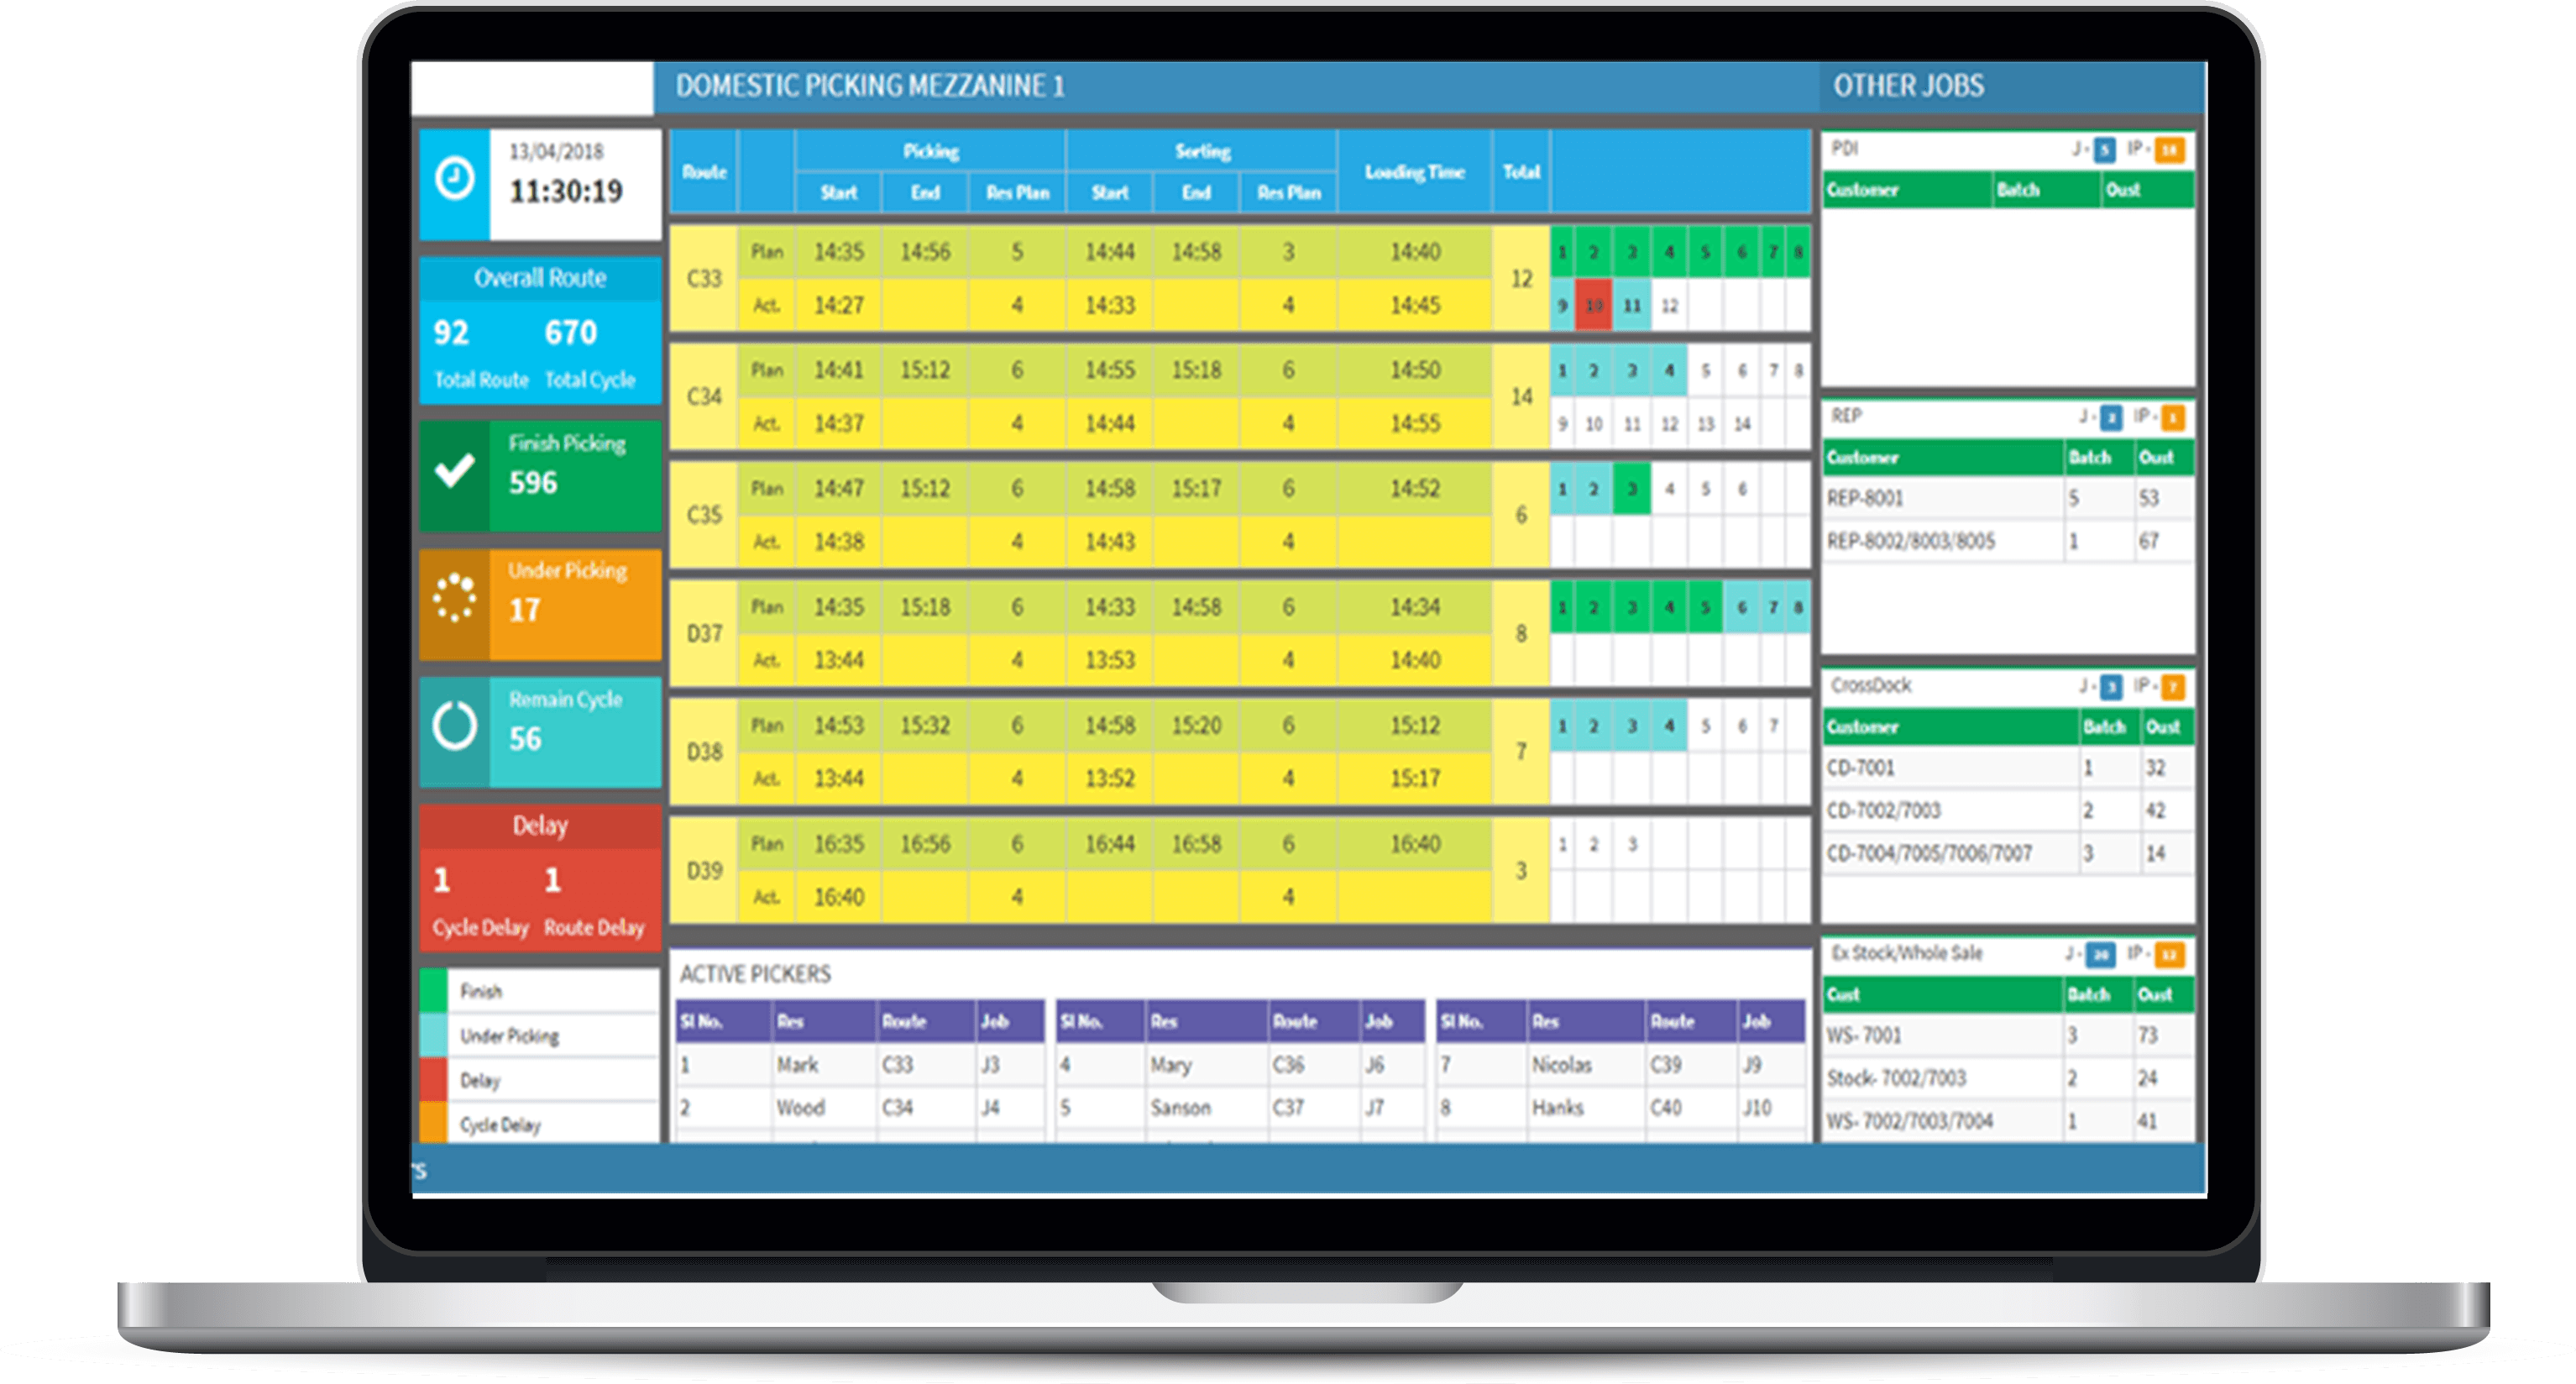 DOMESTIC PICKING MEZZANINE 1
OTHER JOBS
13/04/2018
11:30:19
Overall Route
92 670
Total Route Total Cycle
Finish Picking
596
Under Picking
17
Remain Cycle
56
Delay
1 1
Cycle Delay Route Delay
Finish
Under Picking
Delay
Cycle Delay
Route Picking Sorting Loading Time Total
Start End Res Plan Start End Res Plan
C33 12
Plan 14:35 14:56 5 14:44 14:58 3 14:40 1 2 3 4 5 6 7 8
Act. 14:27 4 14:33 4 14:45 9 10 11 12
C34 14
Plan 14:41 15:12 6 14:55 15:18 6 14:50 1 2 3 4 5 6 7 8
Act. 14:37 4 14:44 4 14:55 9 10 11 12 13 14
C35 6
Plan 14:47 15:12 6 14:58 15:17 6 14:52 1 2 3 4 5 6
Act. 14:38 4 14:43 4
D37 8
Plan 14:35 15:18 6 14:33 14:58 6 14:34 1 2 3 4 5 6 7 8
Act. 13:44 4 13:53 4 14:40
D38 7
Plan 14:53 15:32 6 14:58 15:20 6 15:12 1 2 3 4 5 6 7
Act. 13:44 4 13:52 4 15:17
D39 3
Plan 16:35 16:56 6 16:44 16:58 6 16:40 1 2 3
Act. 16:40 4 4
ACTIVE PICKERS
Sl No. Res Route Job Sl No. Res Route Job Sl No. Res Route Job
1 Mark C33 J3 4 Mary C36 J6 7 Nicolas C39 J9
2 Wood C34 J4 5 Sanson C37 J7 8 Hanks C40 J10
PDI J - 5 IP - 14
Customer Batch Oust
REP J - 2 IP - 1
Customer Batch Oust
REP-8001 5 53
REP-8002/8003/8005 1 67
CrossDock J - 3 IP - 7
Customer Batch Oust
CD-7001 1 32
CD-7002/7003 2 42
CD-7004/7005/7006/7007 3 14
Ex Stock/Whole Sale J - 20 IP - 12
Cust Batch Oust
WS- 7001 3 73
Stock- 7002/7003 2 24
WS- 7002/7003/7004 1 41